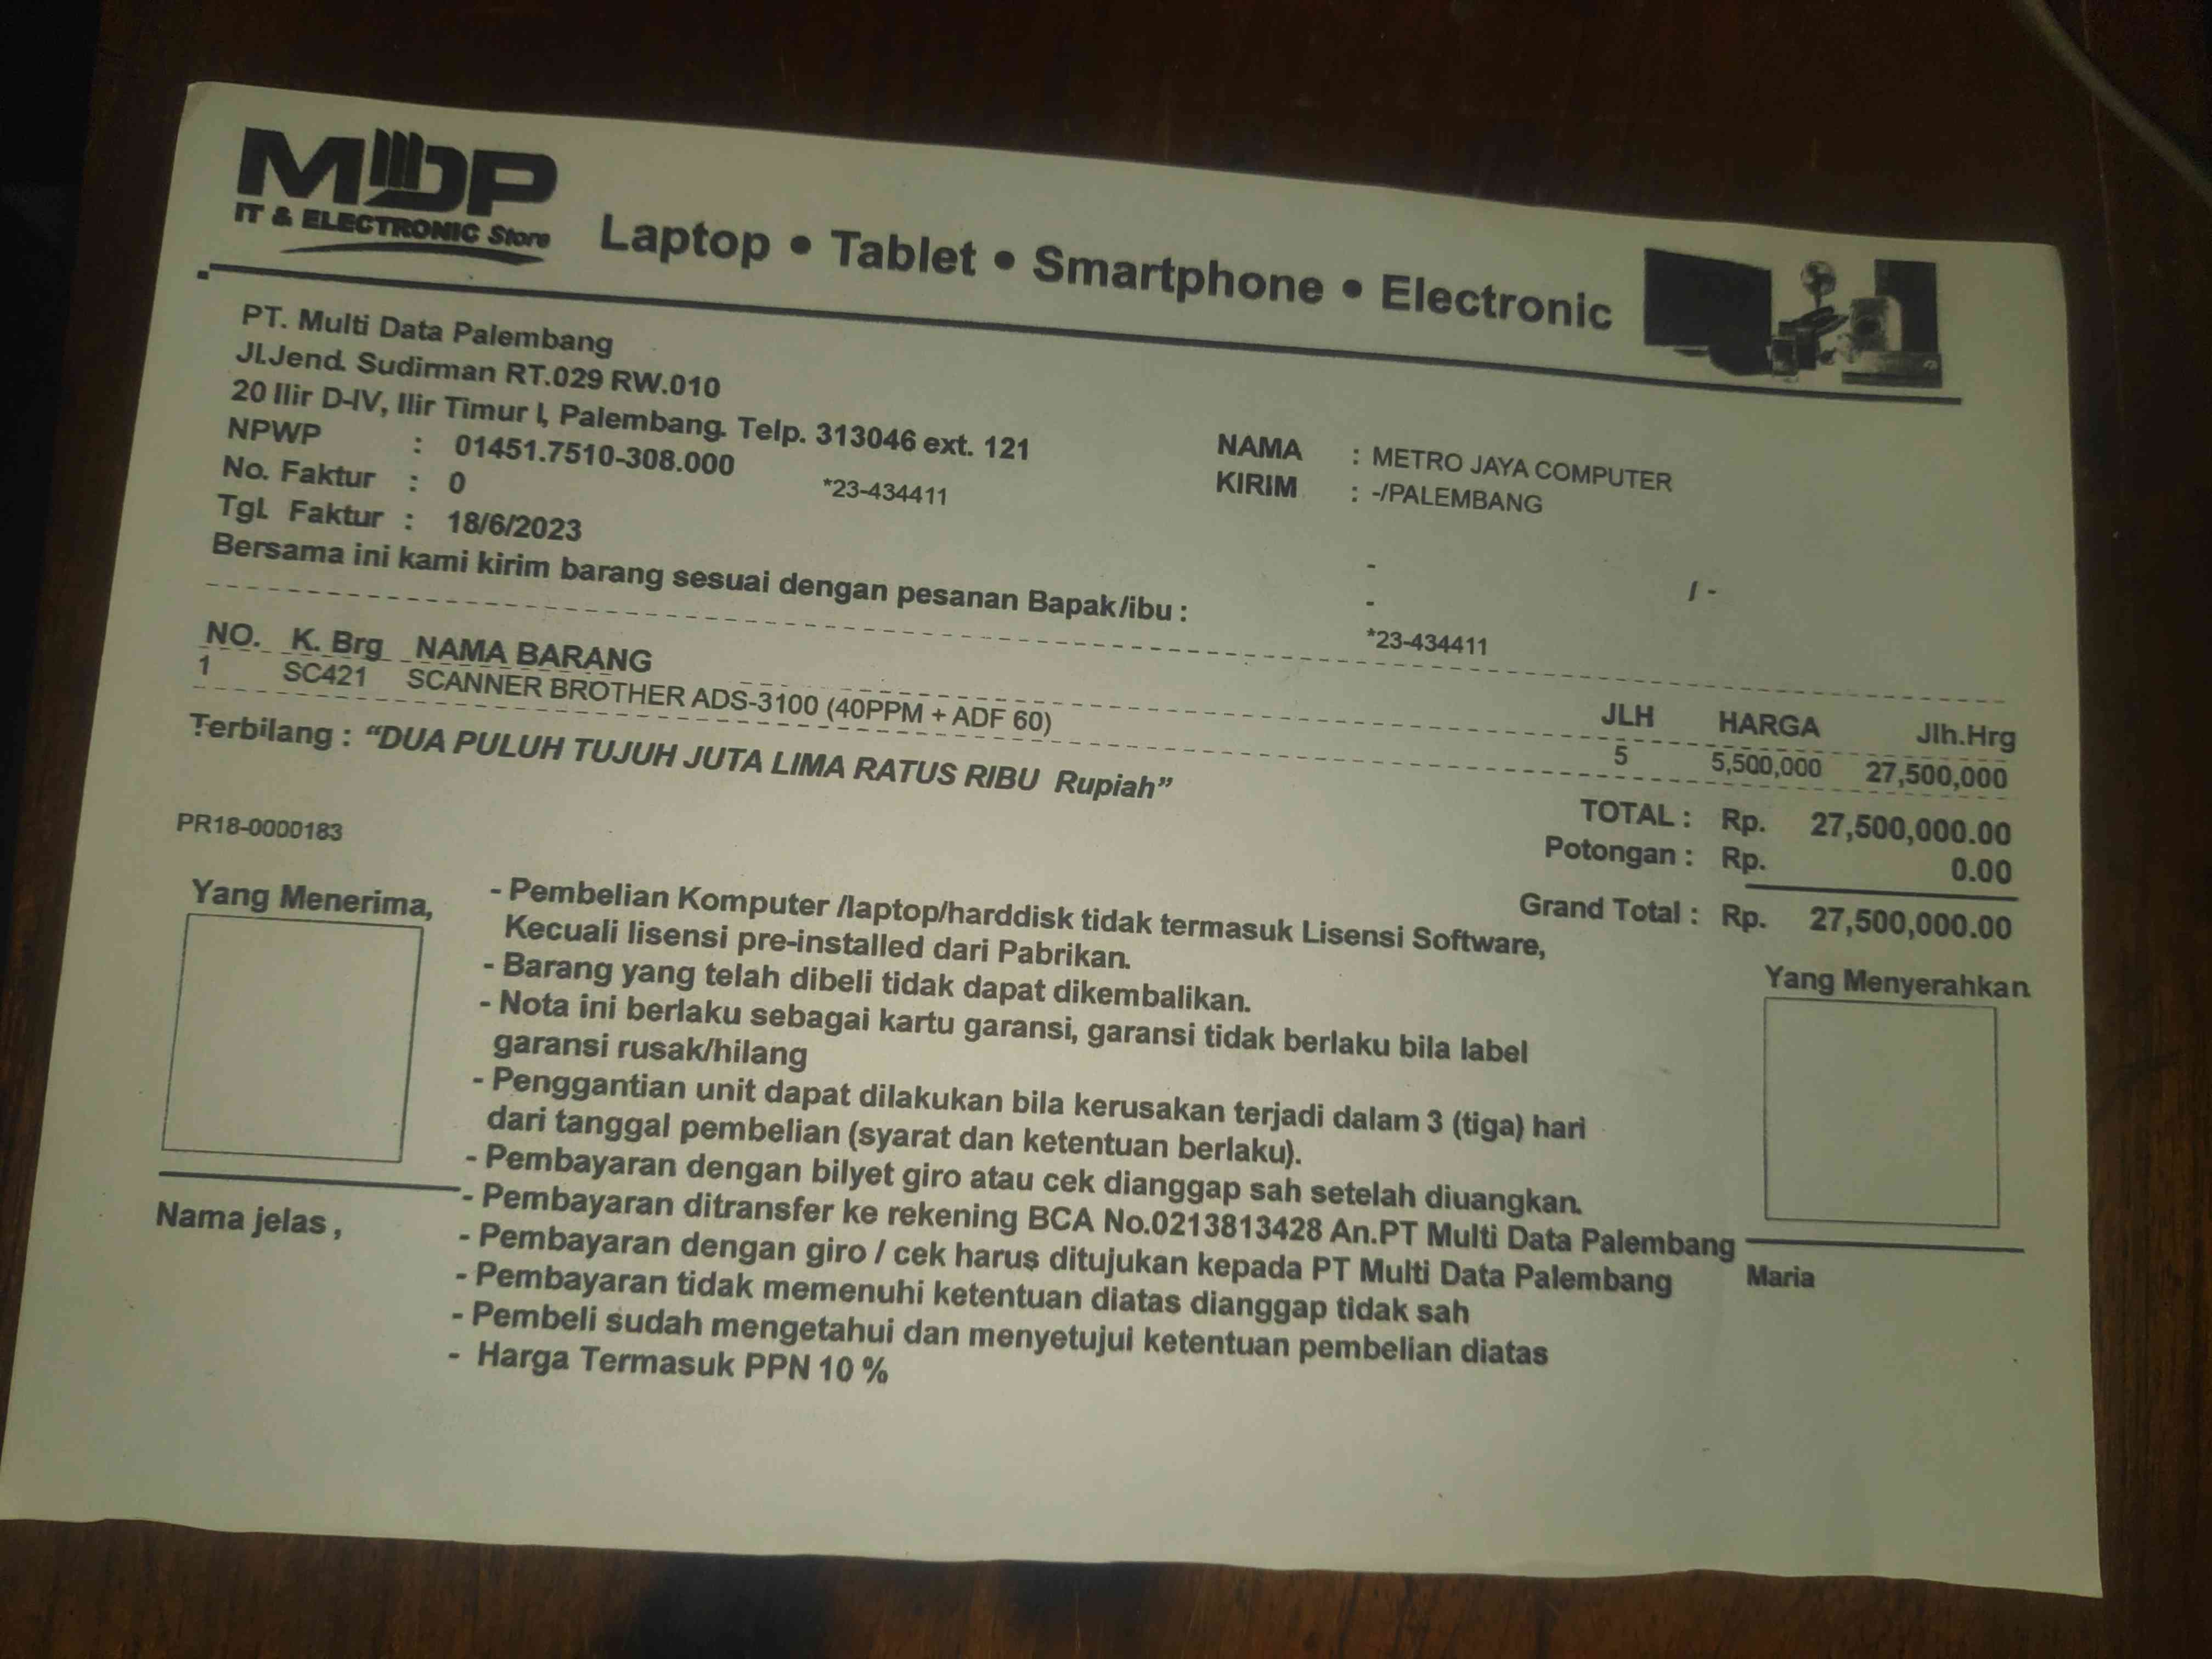 MDP
IT & ELECTRONIC Store
Laptop • Tablet • Smartphone • Electronic
PT. Multi Data Palembang
Jl.Jend. Sudirman RT.029 RW.010
20 Ilir D-IV, Ilir Timur I, Palembang. Telp. 313046 ext. 121
NPWP : 01451.7510-308.000
No. Faktur : 0 *23-434411
Tgl. Faktur : 18/6/2023
NAMA : METRO JAYA COMPUTER
KIRIM : -/PALEMBANG
-
/ -
-
*23-434411
Bersama ini kami kirim barang sesuai dengan pesanan Bapak/ibu :
NO. K. Brg NAMA BARANG JLH HARGA Jlh.Hrg
1 SC421 SCANNER BROTHER ADS-3100 (40PPM + ADF 60) 5 5,500,000 27,500,000
Terbilang : “DUA PULUH TUJUH JUTA LIMA RATUS RIBU Rupiah”
TOTAL : Rp. 27,500,000.00
Potongan : Rp. 0.00
Grand Total : Rp. 27,500,000.00
PR18-0000183
Yang Menerima,
Nama jelas ,
- Pembelian Komputer /laptop/harddisk tidak termasuk Lisensi Software,
Kecuali lisensi pre-installed dari Pabrikan.
- Barang yang telah dibeli tidak dapat dikembalikan.
- Nota ini berlaku sebagai kartu garansi, garansi tidak berlaku bila label
garansi rusak/hilang
- Penggantian unit dapat dilakukan bila kerusakan terjadi dalam 3 (tiga) hari
dari tanggal pembelian (syarat dan ketentuan berlaku).
- Pembayaran dengan bilyet giro atau cek dianggap sah setelah diuangkan.
- Pembayaran ditransfer ke rekening BCA No.0213813428 An.PT Multi Data Palembang
- Pembayaran dengan giro / cek harus ditujukan kepada PT Multi Data Palembang
- Pembayaran tidak memenuhi ketentuan diatas dianggap tidak sah
- Pembeli sudah mengetahui dan menyetujui ketentuan pembelian diatas
- Harga Termasuk PPN 10 %
Yang Menyerahkan
Maria